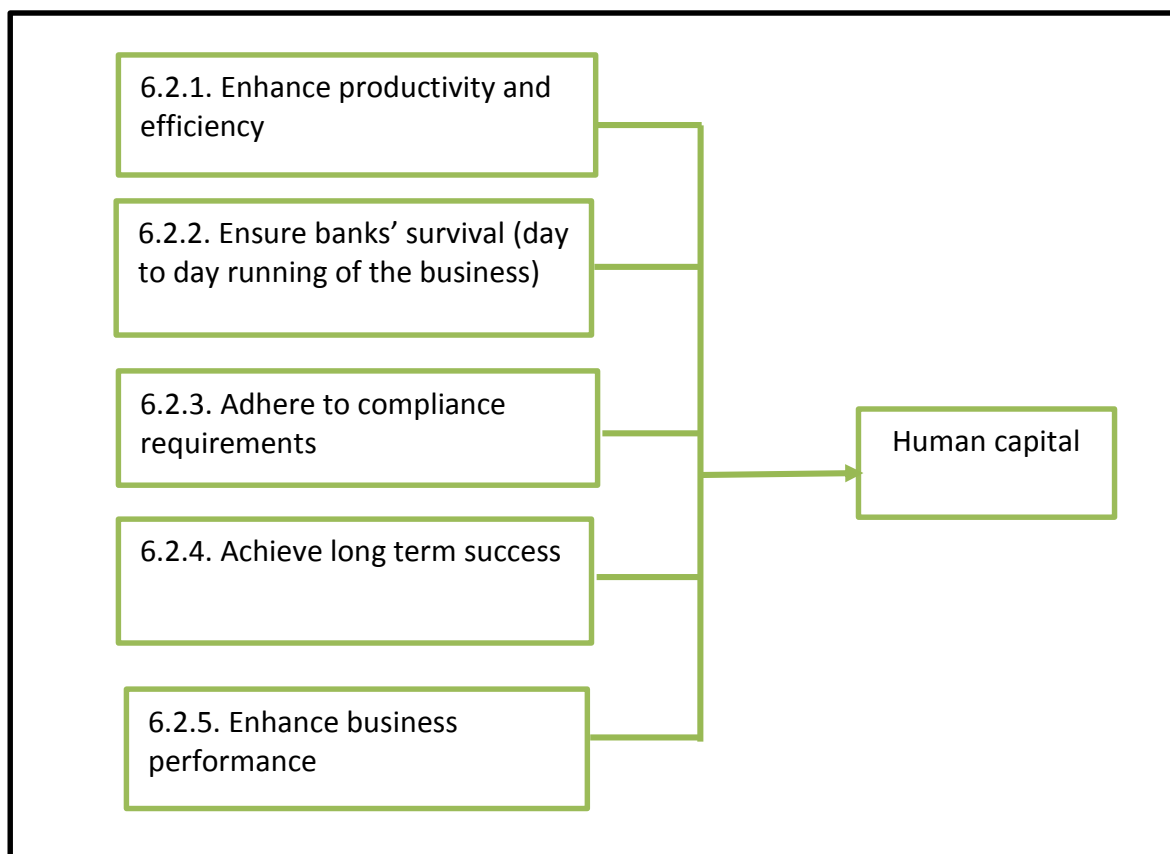 6.2.1. Enhance productivity and
efficiency
6.2.2. Ensure banks’ survival (day
to day running of the business)
6.2.3. Adhere to compliance
requirements
Human capital
6.2.4. Achieve long term success
6.2.5. Enhance business
performance